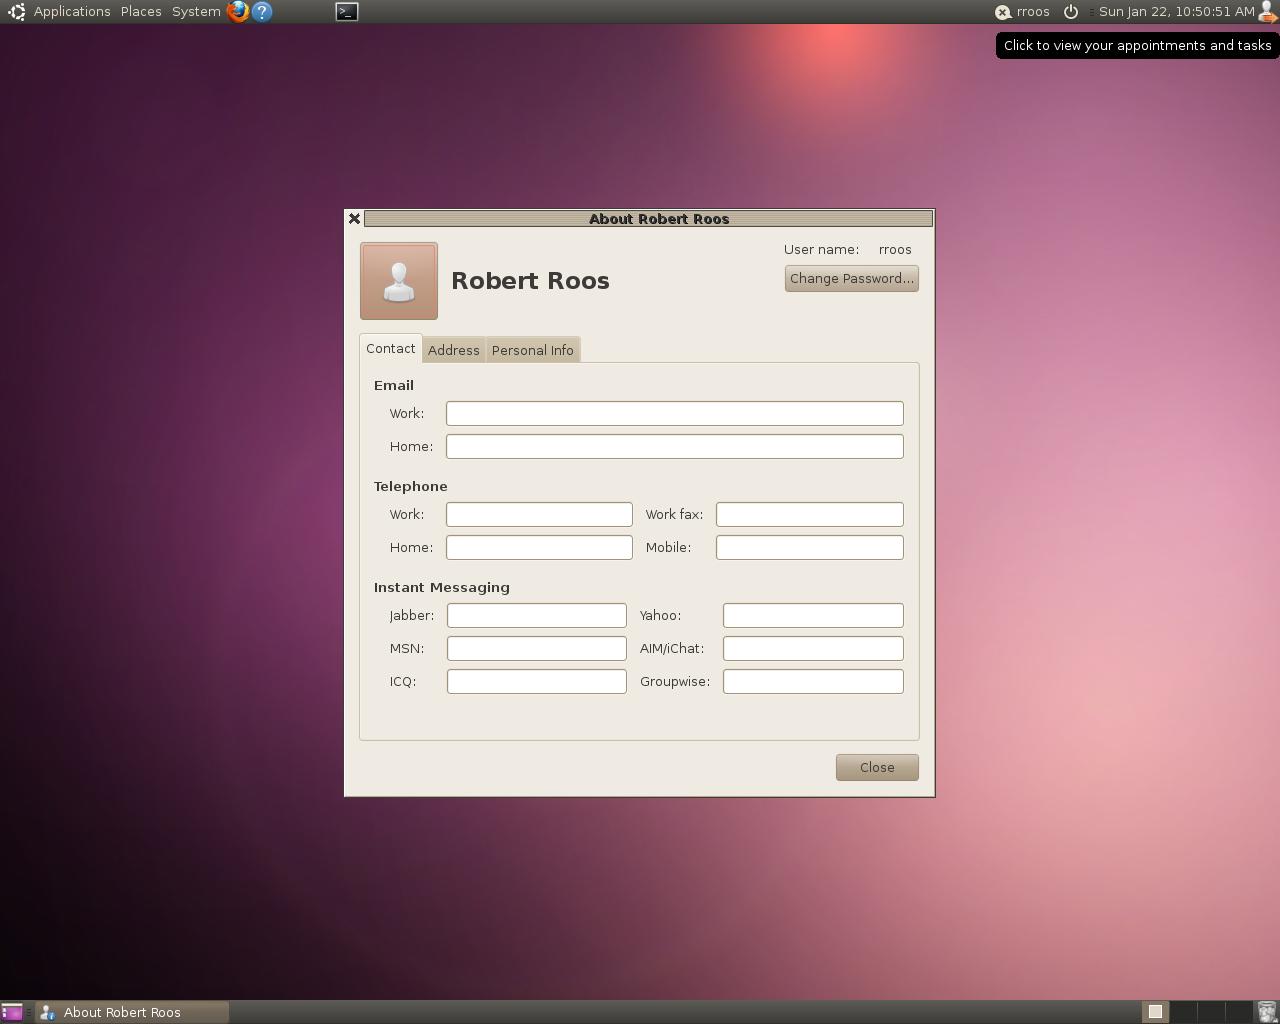 Applications Places System
rroos Sun Jan 22, 10:50:51 AM
Click to view your appointments and tasks
About Robert Roos
User name: rroos
Robert Roos
Change Password...
Contact Address Personal Info
Email
Work:
Home:
Telephone
Work: Work fax:
Home: Mobile:
Instant Messaging
Jabber: Yahoo:
MSN: AIM/iChat:
ICQ: Groupwise:
Close
About Robert Roos